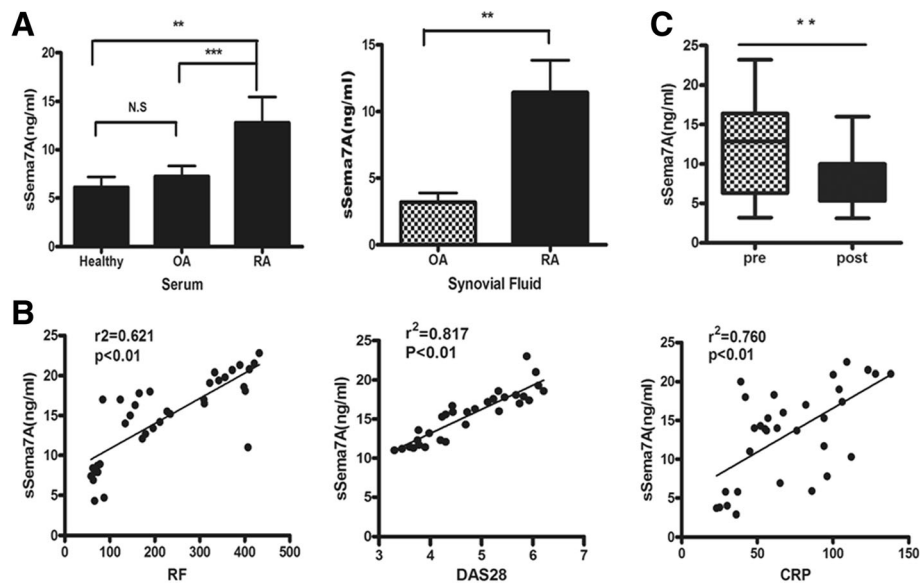 A
**
***
N.S
sSema7A(ng/ml)
20
15
10
5
0
Healthy
OA
RA
Serum
**
sSema7A(ng/ml)
15
10
5
0
OA
RA
Synovial Fluid
C
**
sSema7A(ng/ml)
25
20
15
10
5
0
pre
post
B
r2=0.621
p<0.01
sSema7A(ng/ml)
25
20
15
10
5
0
0
100
200
300
400
500
RF
r²=0.817
P<0.01
sSema7A(ng/ml)
25
20
15
10
5
0
3
4
5
6
7
DAS28
r²=0.760
p<0.01
sSema7A(ng/ml)
25
20
15
10
5
0
0
50
100
150
CRP